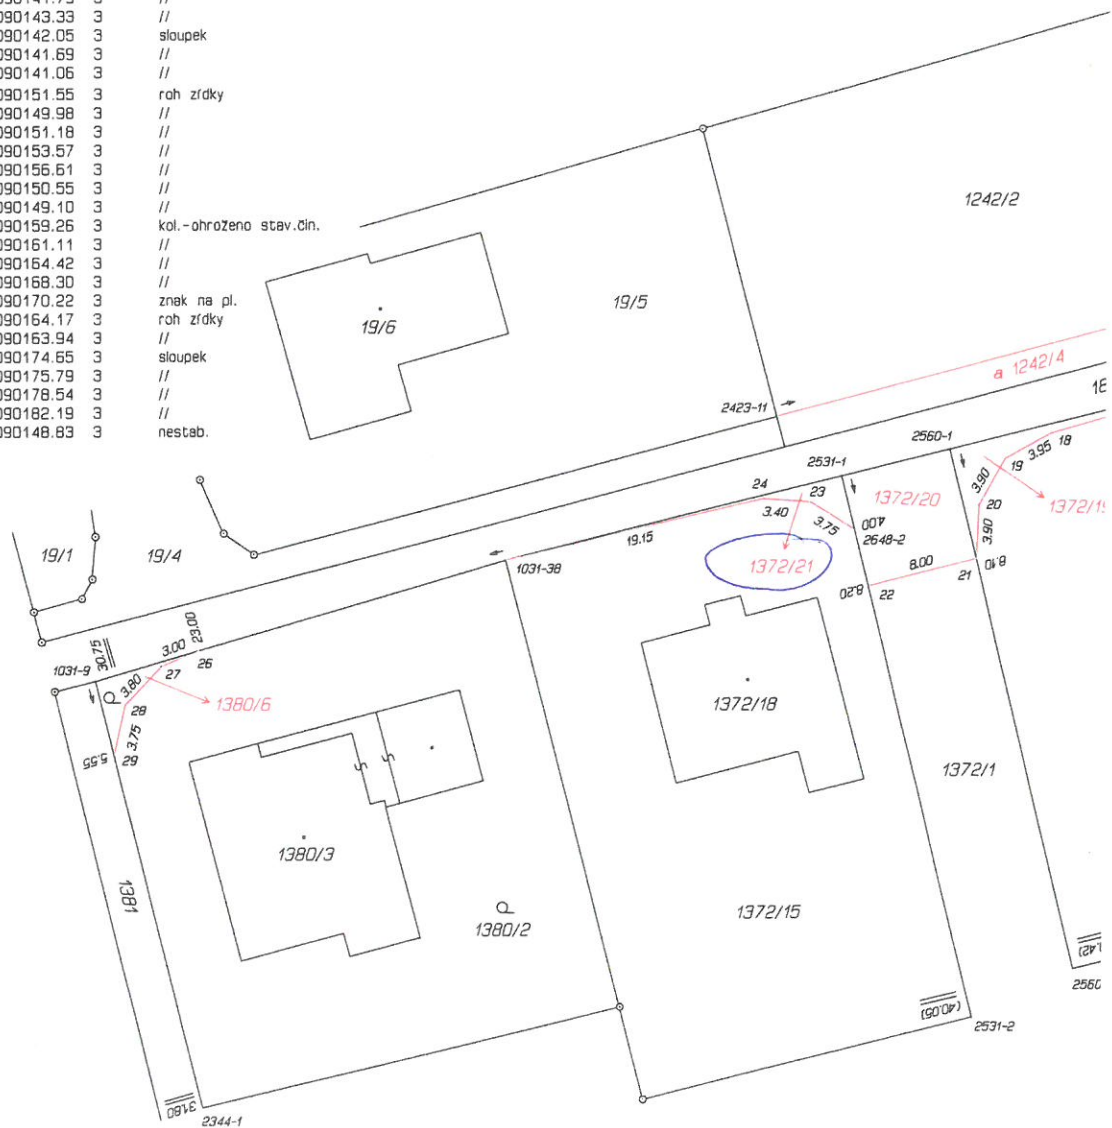 090143.33 3 //
090142.05 3 sloupek
090141.69 3 //
090141.06 3 //
090151.55 3 roh zídky
090149.98 3 //
090151.18 3 //
090153.57 3 //
090156.61 3 //
090150.55 3 //
090149.10 3 //
090159.26 3 kol.-ohroženo stav.čin.
090161.11 3 //
090164.42 3 //
090168.30 3 //
090170.22 3 znak na pl.
090164.17 3 roh zídky
090163.94 3 //
090174.65 3 sloupek
090175.79 3 //
090178.54 3 //
090182.19 3 //
090148.83 3 nestab.
1242/2
19/5
19/6
a 1242/4
18
2423-11
2560-1
2531-1
18
3.95
19
3.90
20
3.90
1372/19
24
23
3.40
3.75
1372/20
4.00
2648-2
19.15
1372/21
8.00
8.10
21
8.20
22
19/1
19/4
1031-38
1031-9
30.75
3.00
23.00
26
27
3.80
28
3.75
29
5.55
1380/6
1372/18
1372/1
1380/3
1381
1380/2
1372/15
(40.05)
2531-2
.42)
2560
31.80
2344-1